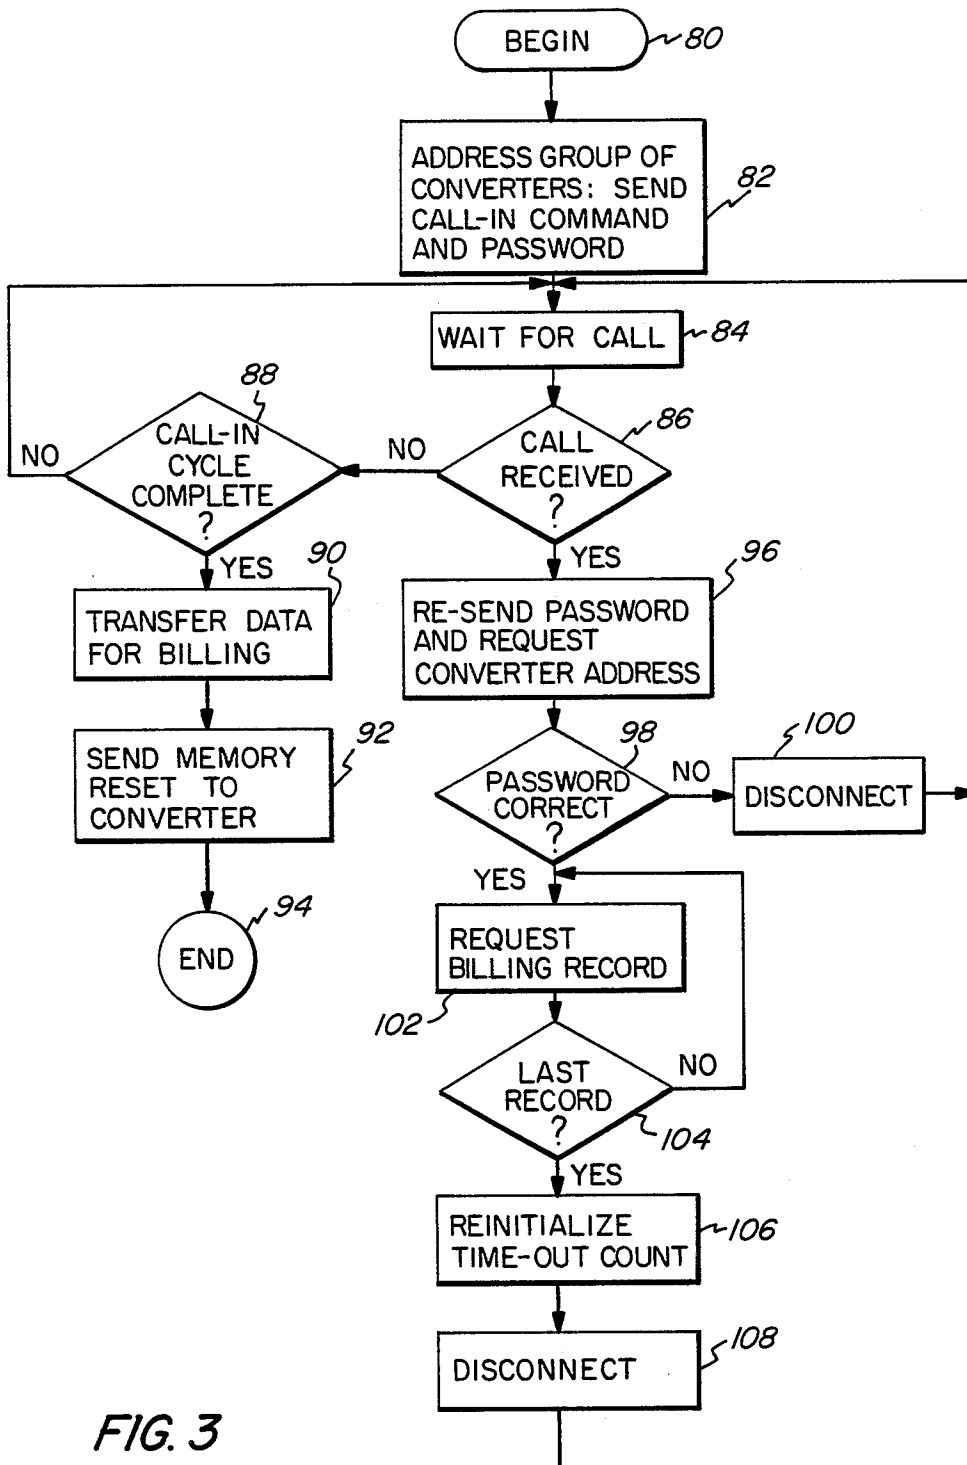 BEGIN
80
ADDRESS GROUP OF
CONVERTERS: SEND
CALL-IN COMMAND
AND PASSWORD
82
WAIT FOR CALL
84
CALL
RECEIVED
?
86
NO
YES
88
CALL-IN
CYCLE
COMPLETE
?
NO
YES
90
TRANSFER DATA
FOR BILLING
92
SEND MEMORY
RESET TO
CONVERTER
94
END
96
RE-SEND PASSWORD
AND REQUEST
CONVERTER ADDRESS
98
PASSWORD
CORRECT
?
NO
100
DISCONNECT
YES
REQUEST
BILLING RECORD
102
LAST
RECORD
?
NO
104
YES
REINITIALIZE
TIME-OUT COUNT
106
DISCONNECT
108
FIG. 3